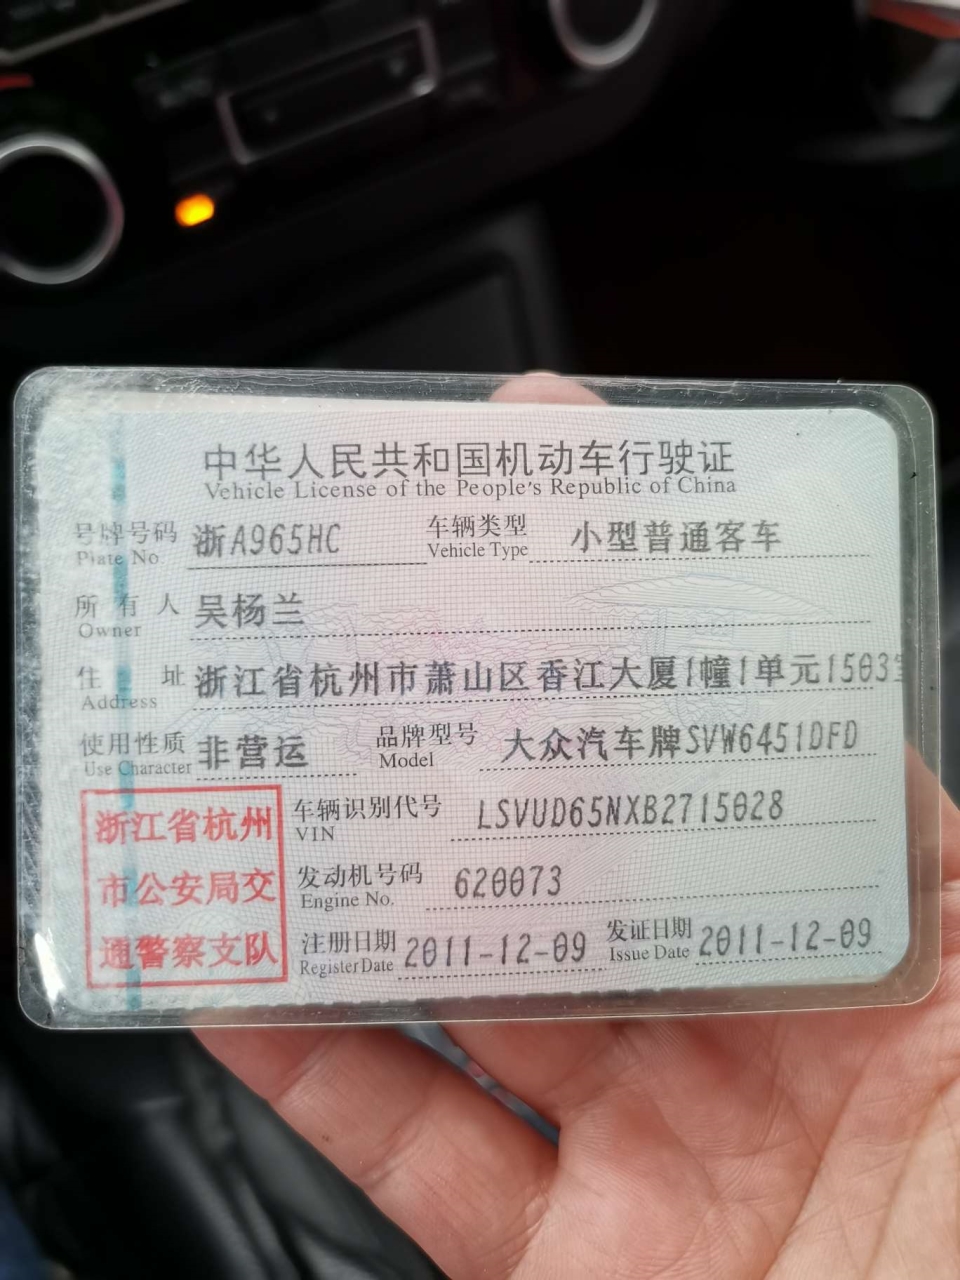 中华人民共和国机动车行驶证
Vehicle License of the People's Republic of China
号牌号码 浙A965HC 车辆类型 小型普通客车
Plate No Vehicle Type
所有人 吴杨兰
Owner
住址 浙江省杭州市萧山区香江大厦1幢1单元1503室
Address
使用性质 非营运 品牌型号 大众汽车牌SVW6451DFD
Use Character Model
浙江省杭州
市公安局交
通警察支队
车辆识别代号 LSVUD65NXB2715028
VIN
发动机号码 620073
Engine No.
注册日期 2011-12-09 发证日期 2011-12-09
Register Date Issue Date